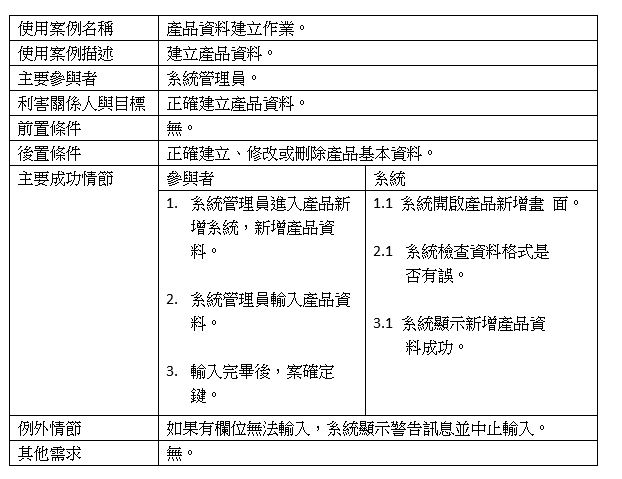 使用案例名稱 產品資料建立作業。
使用案例描述 建立產品資料。
主要參與者 系統管理員。
利害關係人與目標 正確建立產品資料。
前置條件 無。
後置條件 正確建立、修改或刪除產品基本資料。
主要成功情節 參與者 系統
1. 系統管理員進入產品新
增系統，新增產品資
料。
2. 系統管理員輸入產品資
料。
3. 輸入完畢後，案確定
鍵。
1.1 系統開啟產品新增畫 面。
2.1 系統檢查資料格式是
否有誤。
3.1 系統顯示新增產品資
料成功。
例外情節 如果有欄位無法輸入，系統顯示警告訊息並中止輸入。
其他需求 無。